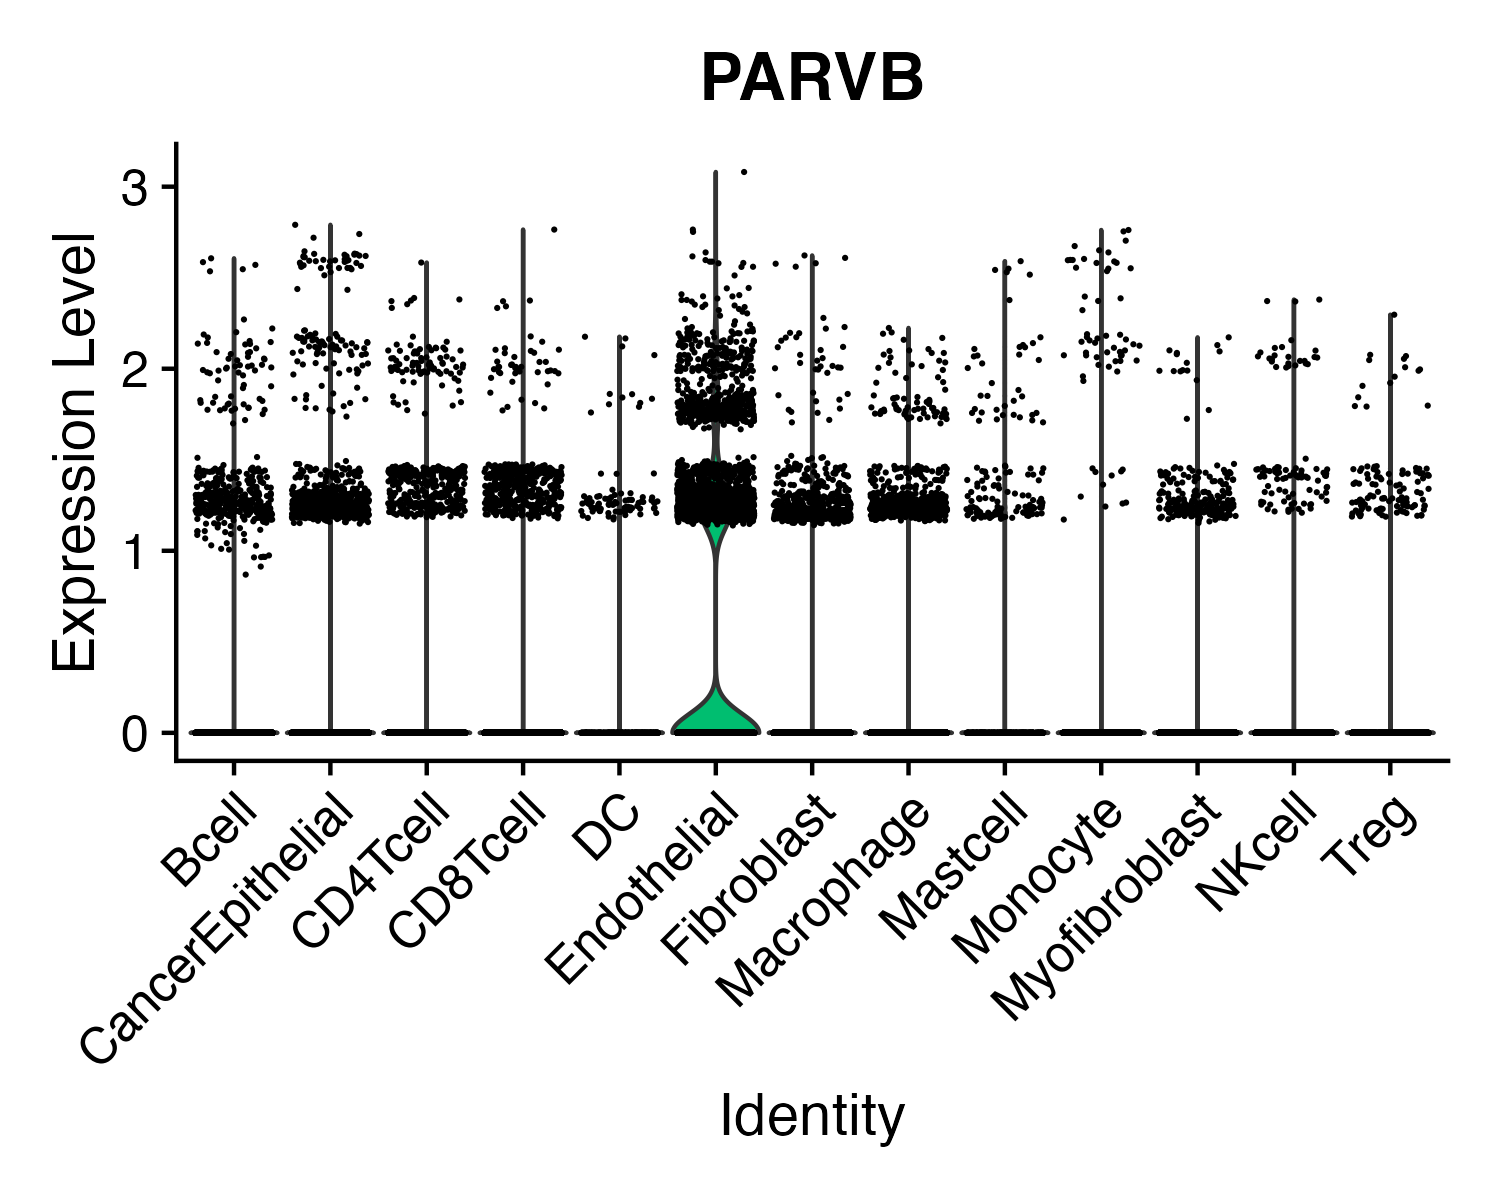 PARVB
Expression Level
3
2
1
0
Bcell
CancerEpithelial
CD4Tcell
CD8Tcell
DC
Endothelial
Fibroblast
Macrophage
Mastcell
Monocyte
Myofibroblast
NKcell
Treg
Identity